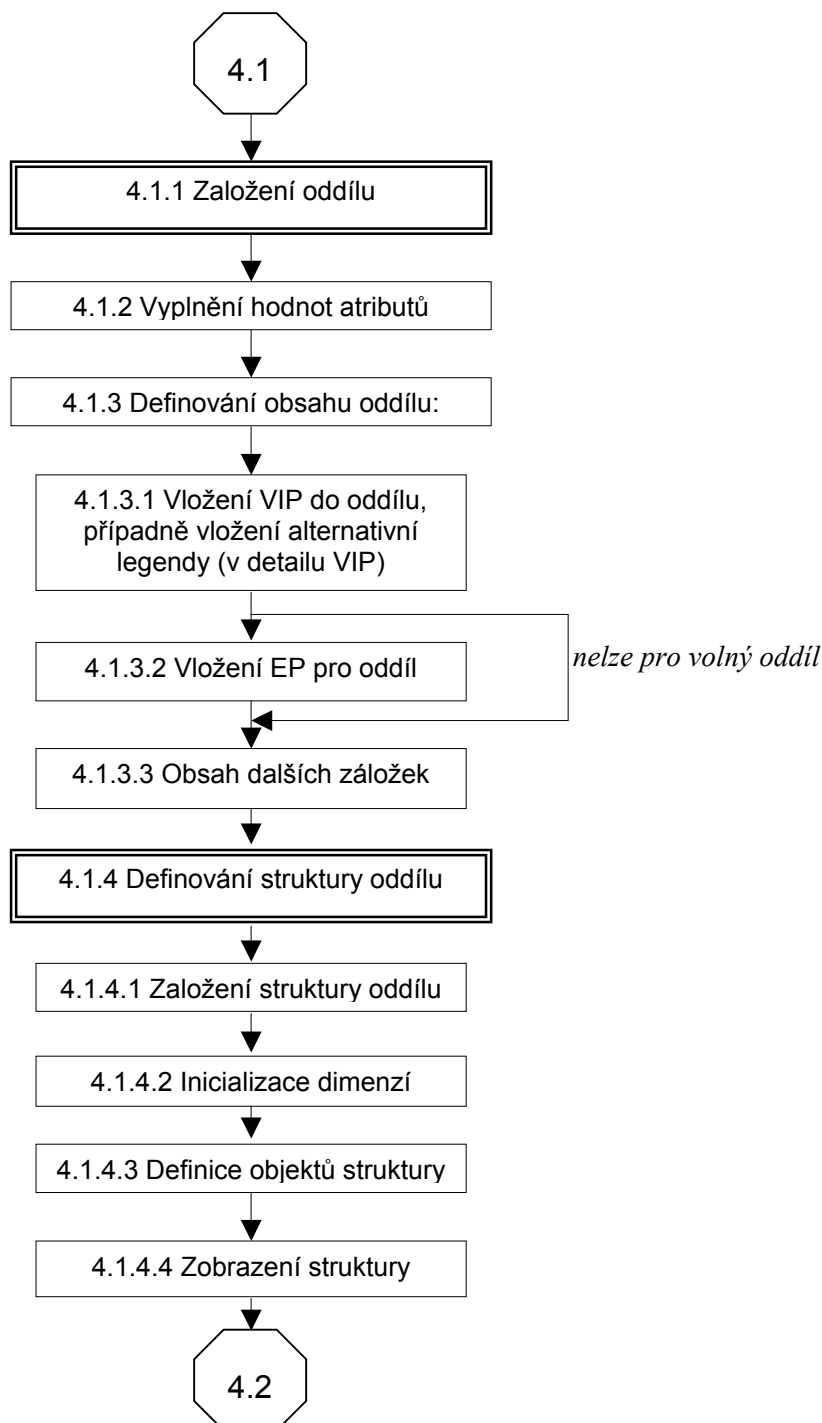 4.1
4.1.1 Založení oddílu
4.1.2 Vyplnění hodnot atributů
4.1.3 Definování obsahu oddílu:
4.1.3.1 Vložení VIP do oddílu,
případně vložení alternativní
legendy (v detailu VIP)
nelze pro volný oddíl
4.1.3.2 Vložení EP pro oddíl
4.1.3.3 Obsah dalších záložek
4.1.4 Definování struktury oddílu
4.1.4.1 Založení struktury oddílu
4.1.4.2 Inicializace dimenzí
4.1.4.3 Definice objektů struktury
4.1.4.4 Zobrazení struktury
4.2